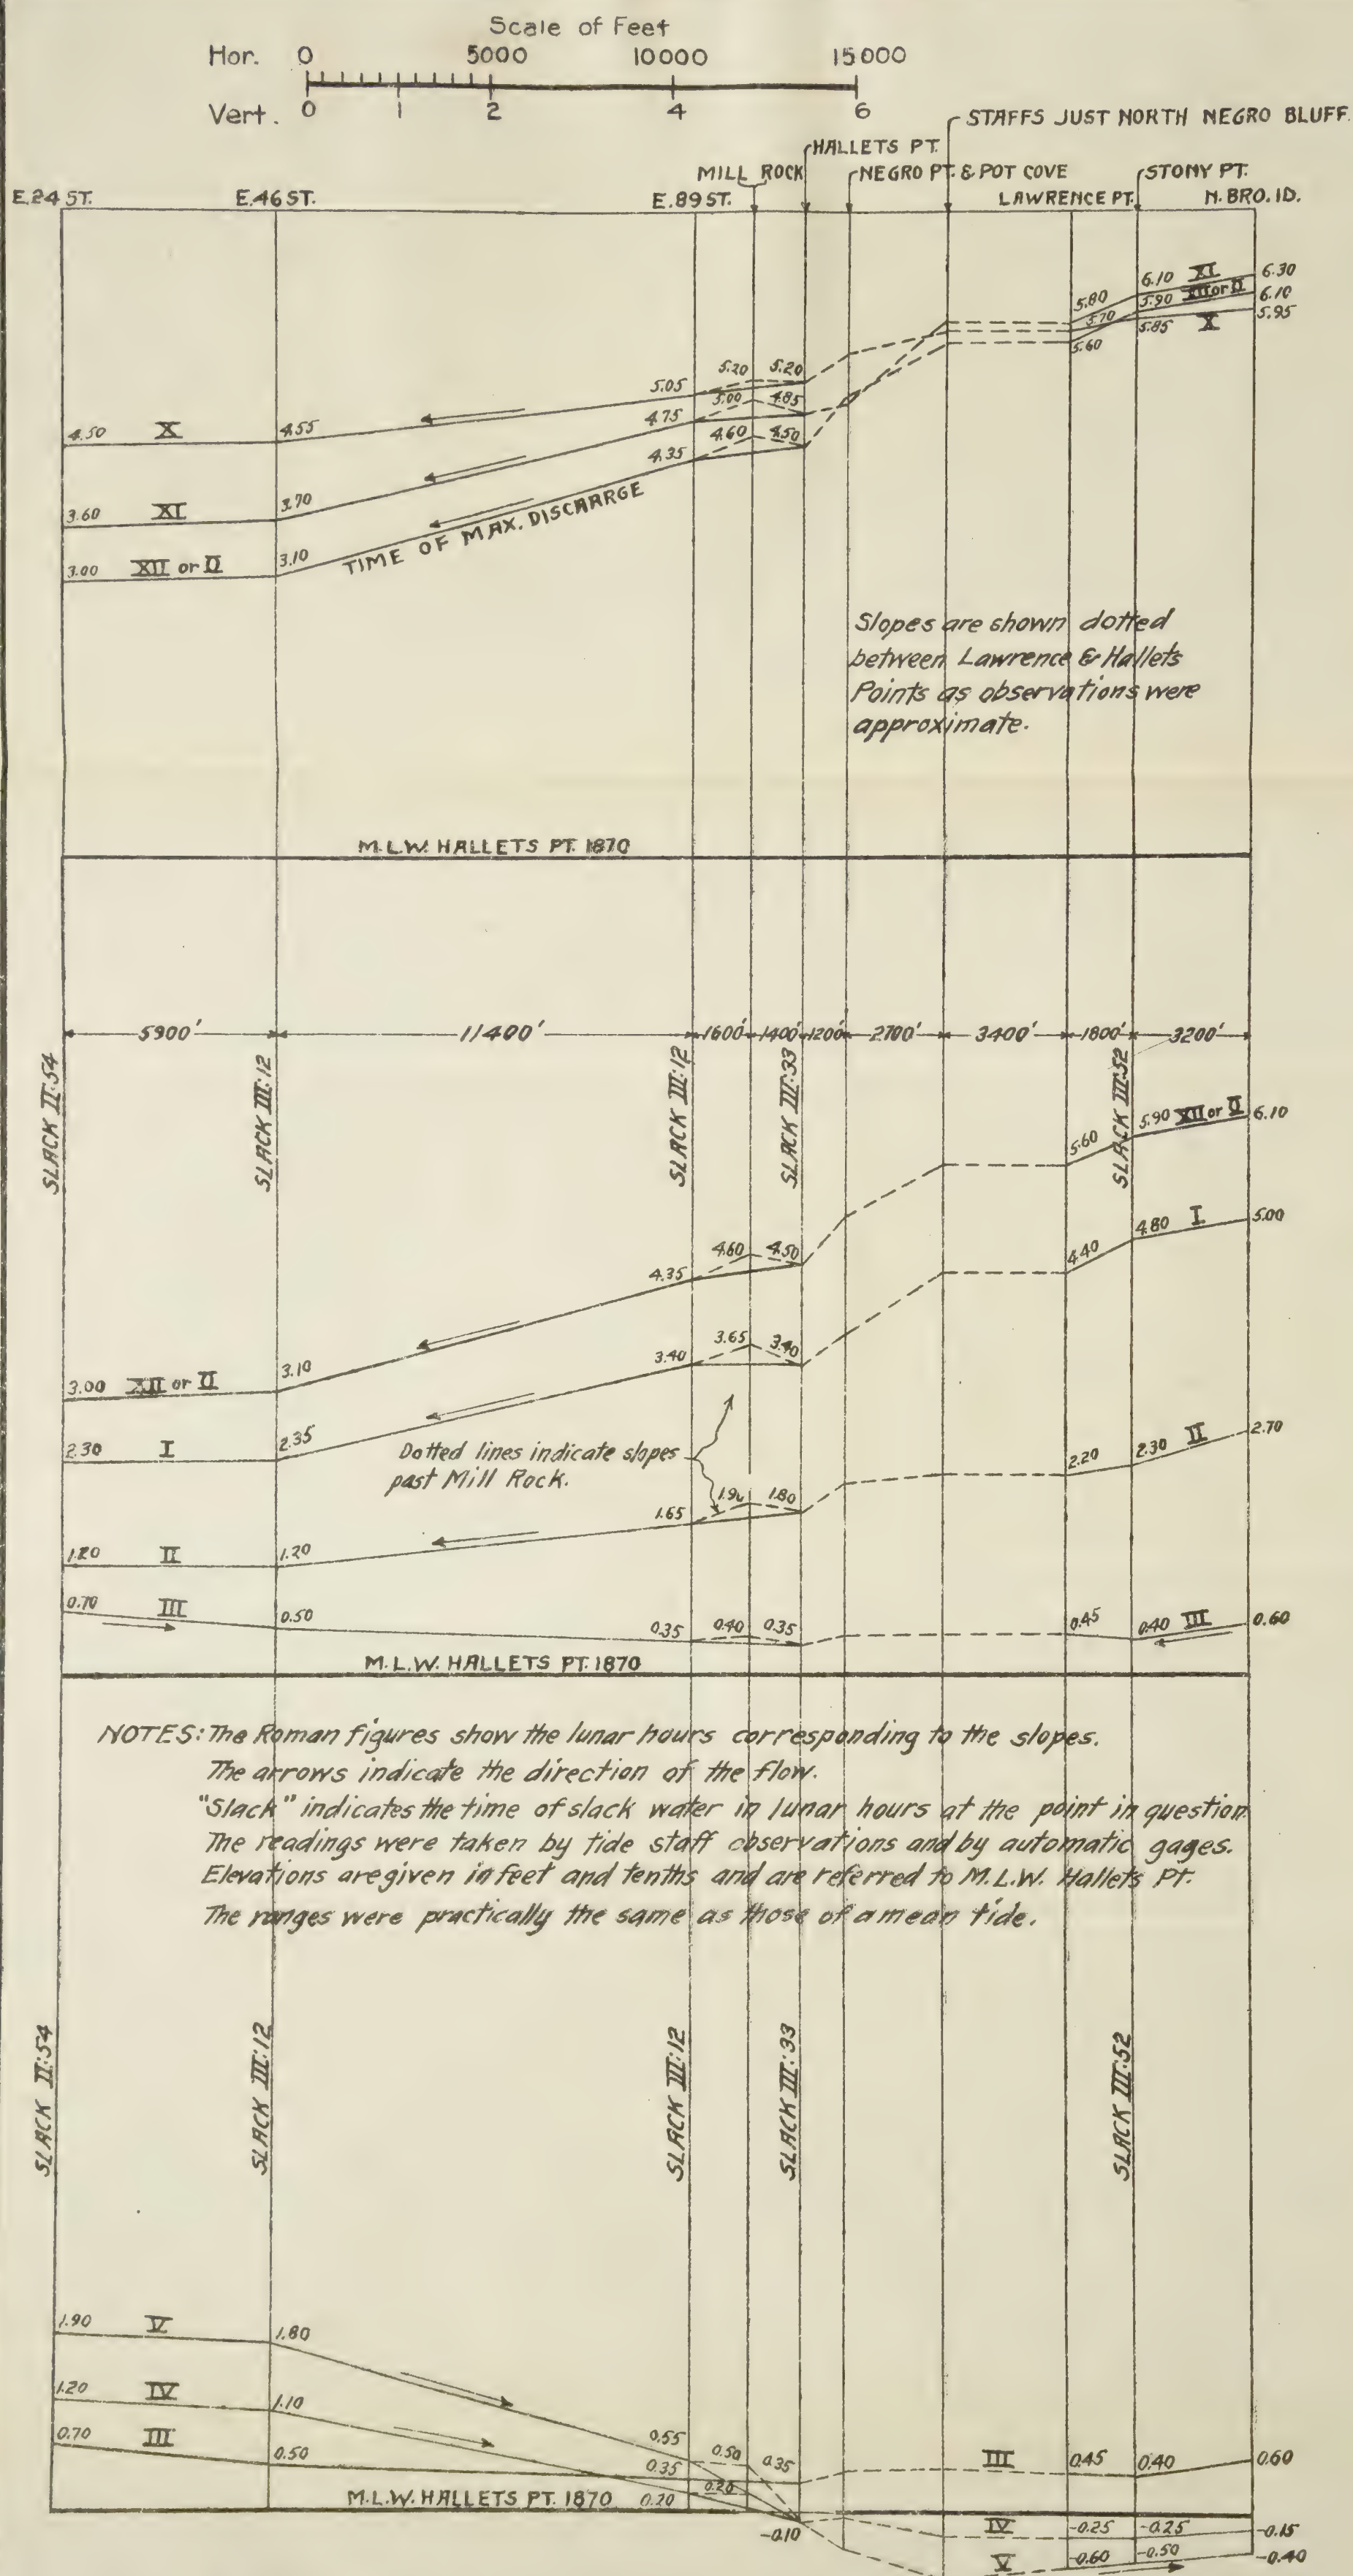 Scale of Feet
Hor. 0 5000 10000 15000
Vert. 0 1 2 4 6
STAFFS JUST NORTH NEGRO BLUFF.
HALLETS PT.
MILL ROCK NEGRO PT. & POT COVE STONY PT.
E.24 ST. E.46 ST. E.89 ST. LAWRENCE PT. N. BRO. ID.
6.10 XI 6.30
5.80 5.90 XII or 0 6.10
5.70 5.85 X 5.95
5.60
5.20 5.20
5.05
5.00 4.85
4.50 X 4.55 4.75
4.60 4.50
4.35
3.60 XI 3.70
TIME OF MAX. DISCHARGE
3.00 XII or 0 3.10
Slopes are shown dotted
between Lawrence & Hallets
Points as observations were
approximate.
M.L.W. HALLETS PT. 1870
5900' 11400' 1600' 1400' 1200' 2700' 3400' 1800' 3200'
SLACK II:54 SLACK III:12 SLACK III:12 SLACK III:33 SLACK III:52
5.60 5.90 XII or 0 6.10
4.40 4.80 I 5.00
4.35 4.60 4.50
3.00 XII or 0 3.10
3.40 3.65 3.40
2.30 I 2.35
Dotted lines indicate slopes
past Mill Rock.
2.20 2.30 II 2.70
1.65 1.90 1.80
1.20 II 1.20
0.70 III 0.50 0.35 0.40 0.35 0.45 0.40 III 0.60
M.L.W. HALLETS PT. 1870
NOTES: The Roman figures show the lunar hours corresponding to the slopes.
The arrows indicate the direction of the flow.
"Slack" indicates the time of slack water in lunar hours at the point in question
The readings were taken by tide staff observations and by automatic gages.
Elevations are given in feet and tenths and are referred to M.L.W. Hallets Pt.
The ranges were practically the same as those of a mean tide.
SLACK II:54 SLACK III:12 SLACK III:12 SLACK III:33 SLACK III:52
1.90 V 1.80
1.20 IV 1.10
0.70 III 0.50
0.55 0.50
0.35 0.35 III 0.45 0.40 0.60
M.L.W. HALLETS PT. 1870 0.20 0.20
-0.10 IV -0.25 -0.25 -0.15
V -0.60 -0.50 -0.40